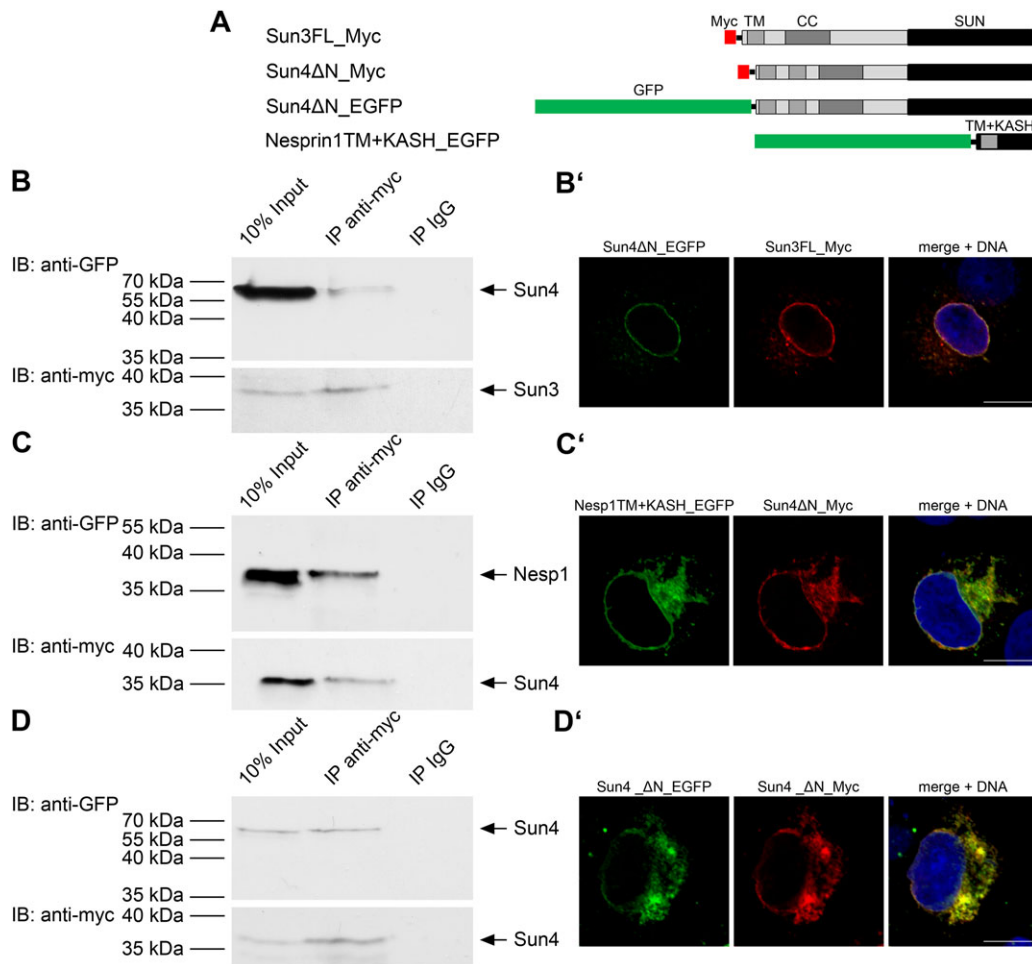 A
Sun3FL_Myc
Sun4ΔN_Myc
Sun4ΔN_EGFP
Nesprin1TM+KASH_EGFP
Myc TM CC SUN
GFP
TM+KASH
B
10% Input IP anti-myc IP IgG
IB: anti-GFP
70 kDa
55 kDa
40 kDa
35 kDa
Sun4
IB: anti-myc
40 kDa
35 kDa
Sun3
B'
Sun4ΔN_EGFP Sun3FL_Myc merge + DNA
C
10% Input IP anti-myc IP IgG
IB: anti-GFP
55 kDa
40 kDa
35 kDa
Nesp1
IB: anti-myc
40 kDa
35 kDa
Sun4
C'
Nesp1TM+KASH_EGFP Sun4ΔN_Myc merge + DNA
D
10% Input IP anti-myc IP IgG
IB: anti-GFP
70 kDa
55 kDa
40 kDa
35 kDa
Sun4
IB: anti-myc
40 kDa
35 kDa
Sun4
D'
Sun4 _ΔN_EGFP Sun4 _ΔN_Myc merge + DNA